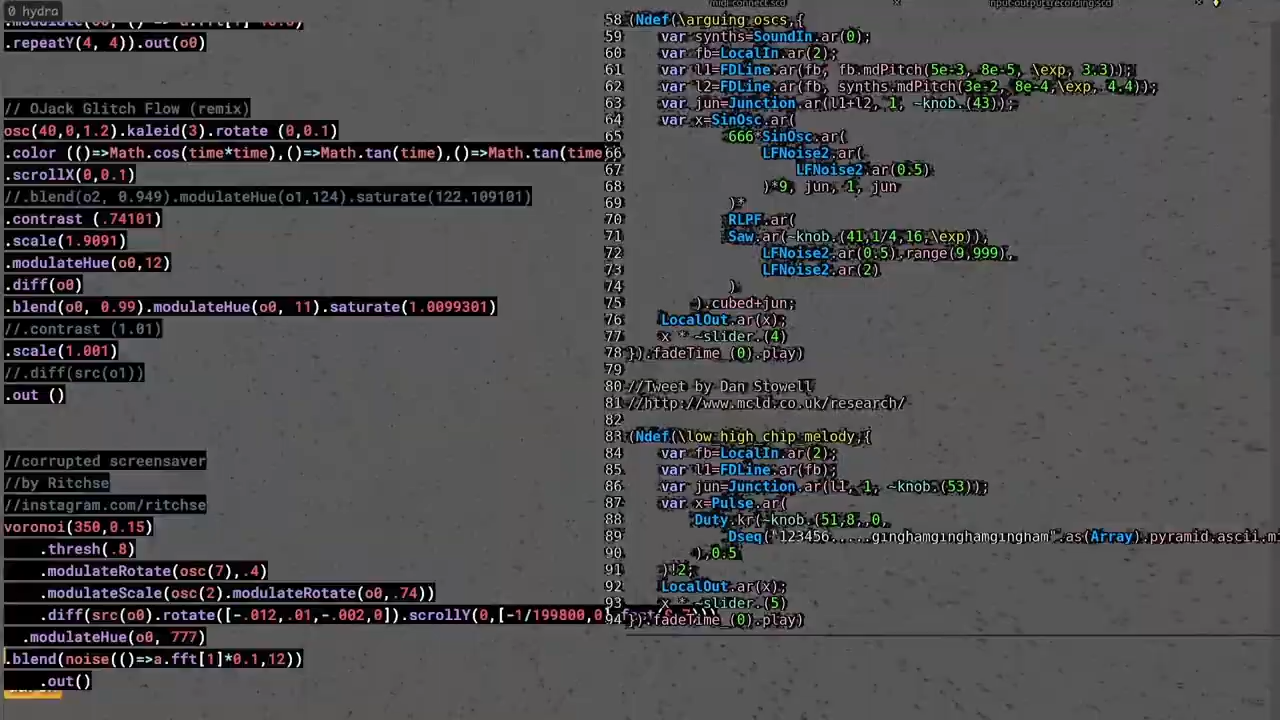 0 hydra
.repeatY(4, 4)).out(o0)
// OJack Glitch Flow (remix)
osc(40,0,1.2).kaleid(3).rotate (0,0.1)
.color (()=>Math.cos(time*time),()=>Math.tan(time),()=>Math.tan(time
.scrollX(0,0.1)
//.blend(o2, 0.949).modulateHue(o1,124).saturate(122.109101)
.contrast (.74101)
.scale(1.9091)
.modulateHue(o0,12)
.diff(o0)
.blend(o0, 0.99).modulateHue(o0, 11).saturate(1.0099301)
//.contrast (1.01)
.scale(1.001)
//.diff(src(o1))
.out ()
//corrupted screensaver
//by Ritchse
//instagram.com/ritchse
voronoi(350,0.15)
.thresh(.8)
.modulateRotate(osc(7),.4)
.modulateScale(osc(2).modulateRotate(o0,.74))
.diff(src(o0).rotate([-.012,.01,-.002,0]).scrollY(0,[-1/199800,0]
.modulateHue(o0, 777)
.blend(noise(()=>a.fft[1]*0.1,12))
.out()
midi.connect.scd
input-output.recording.scd
58 (Ndef(\arguing_oscs,{
59 var synths=SoundIn.ar(0);
60 var fb=LocalIn.ar(2);
61 var l1=FDLine.ar(fb, fb.mdPitch(5e-3, 8e-5, \exp, 3.3));
62 var l2=FDLine.ar(fb, synths.mdPitch(3e-2, 8e-4,\exp, 4.4));
63 var jun=Junction.ar(l1+l2, 1, ~knob.(43));
64 var x=SinOsc.ar(
65 666*SinOsc.ar(
66 LFNoise2.ar(
67 LFNoise2.ar(0.5)
68 )*9, jun, 1, jun
69 )*
70 RLPF.ar(
71 Saw.ar(~knob.(41,1/4,16,\exp)),
72 LFNoise2.ar(0.5).range(9,999),
73 LFNoise2.ar(2)
74 )
75 ).cubed+jun;
76 LocalOut.ar(x);
77 x * ~slider.(4)
78 }).fadeTime_(0).play)
79
80 //Tweet by Dan Stowell
81 //http://www.mcld.co.uk/research/
82
83 (Ndef(\low_high_chip_melody,{
84 var fb=LocalIn.ar(2);
85 var l1=FDLine.ar(fb);
86 var jun=Junction.ar(l1, 1, ~knob.(53));
87 var x=Pulse.ar(
88 Duty.kr(~knob.(51,8,,0,
89 Dseq("123456.....ginghamginghamgingham".as(Array).pyramid.ascii.mi
90 ),0.5
91 )!2;
92 LocalOut.ar(x);
93 x * ~slider.(5)
94 }).fadeTime_(0).play)